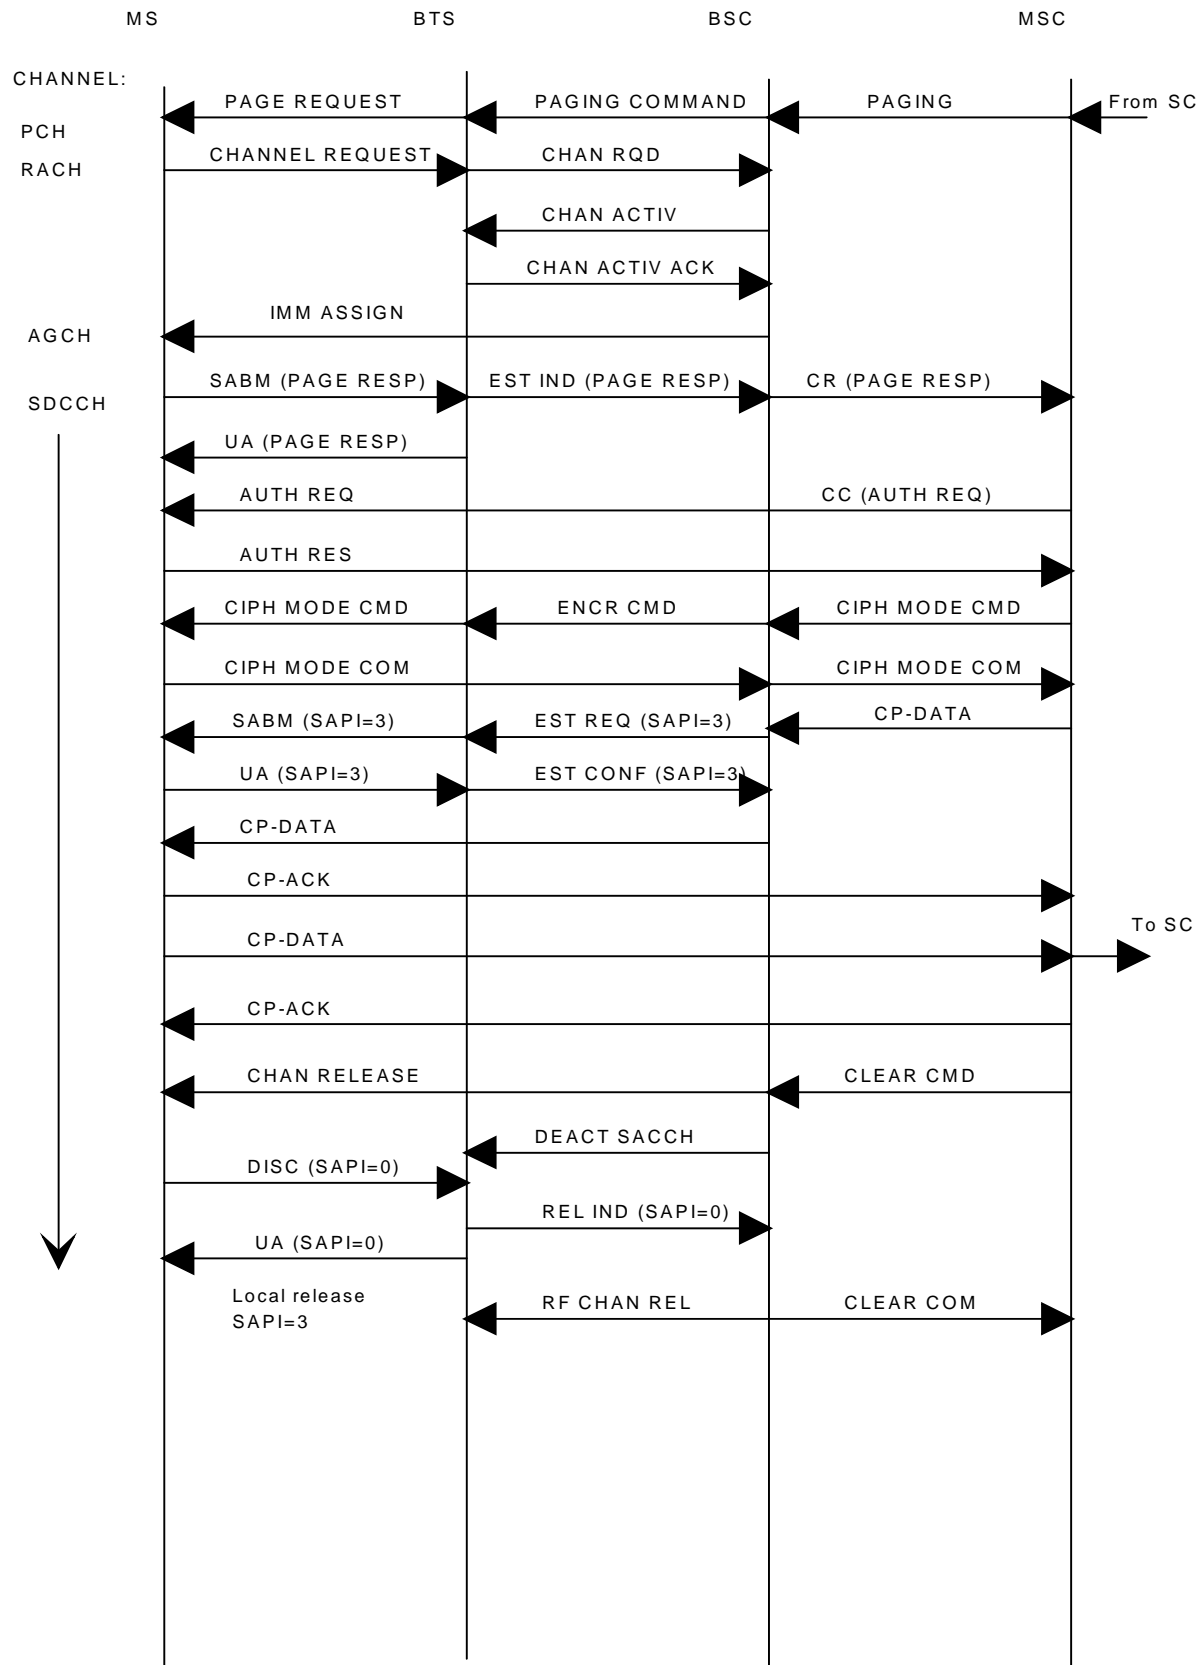 MS BTS BSC MSC
CHANNEL:
PAGE REQUEST PAGING COMMAND PAGING From SC
PCH
CHANNEL REQUEST CHAN RQD
RACH
CHAN ACTIV
CHAN ACTIV ACK
IMM ASSIGN
AGCH
SABM (PAGE RESP) EST IND (PAGE RESP) CR (PAGE RESP)
SDCCH
UA (PAGE RESP)
AUTH REQ CC (AUTH REQ)
AUTH RES
CIPH MODE CMD ENCR CMD CIPH MODE CMD
CIPH MODE COM CIPH MODE COM
SABM (SAPI=3) EST REQ (SAPI=3) CP-DATA
UA (SAPI=3) EST CONF (SAPI=3)
CP-DATA
CP-ACK
To SC
CP-DATA
CP-ACK
CHAN RELEASE CLEAR CMD
DEACT SACCH
DISC (SAPI=0)
REL IND (SAPI=0)
UA (SAPI=0)
Local release RF CHAN REL CLEAR COM
SAPI=3